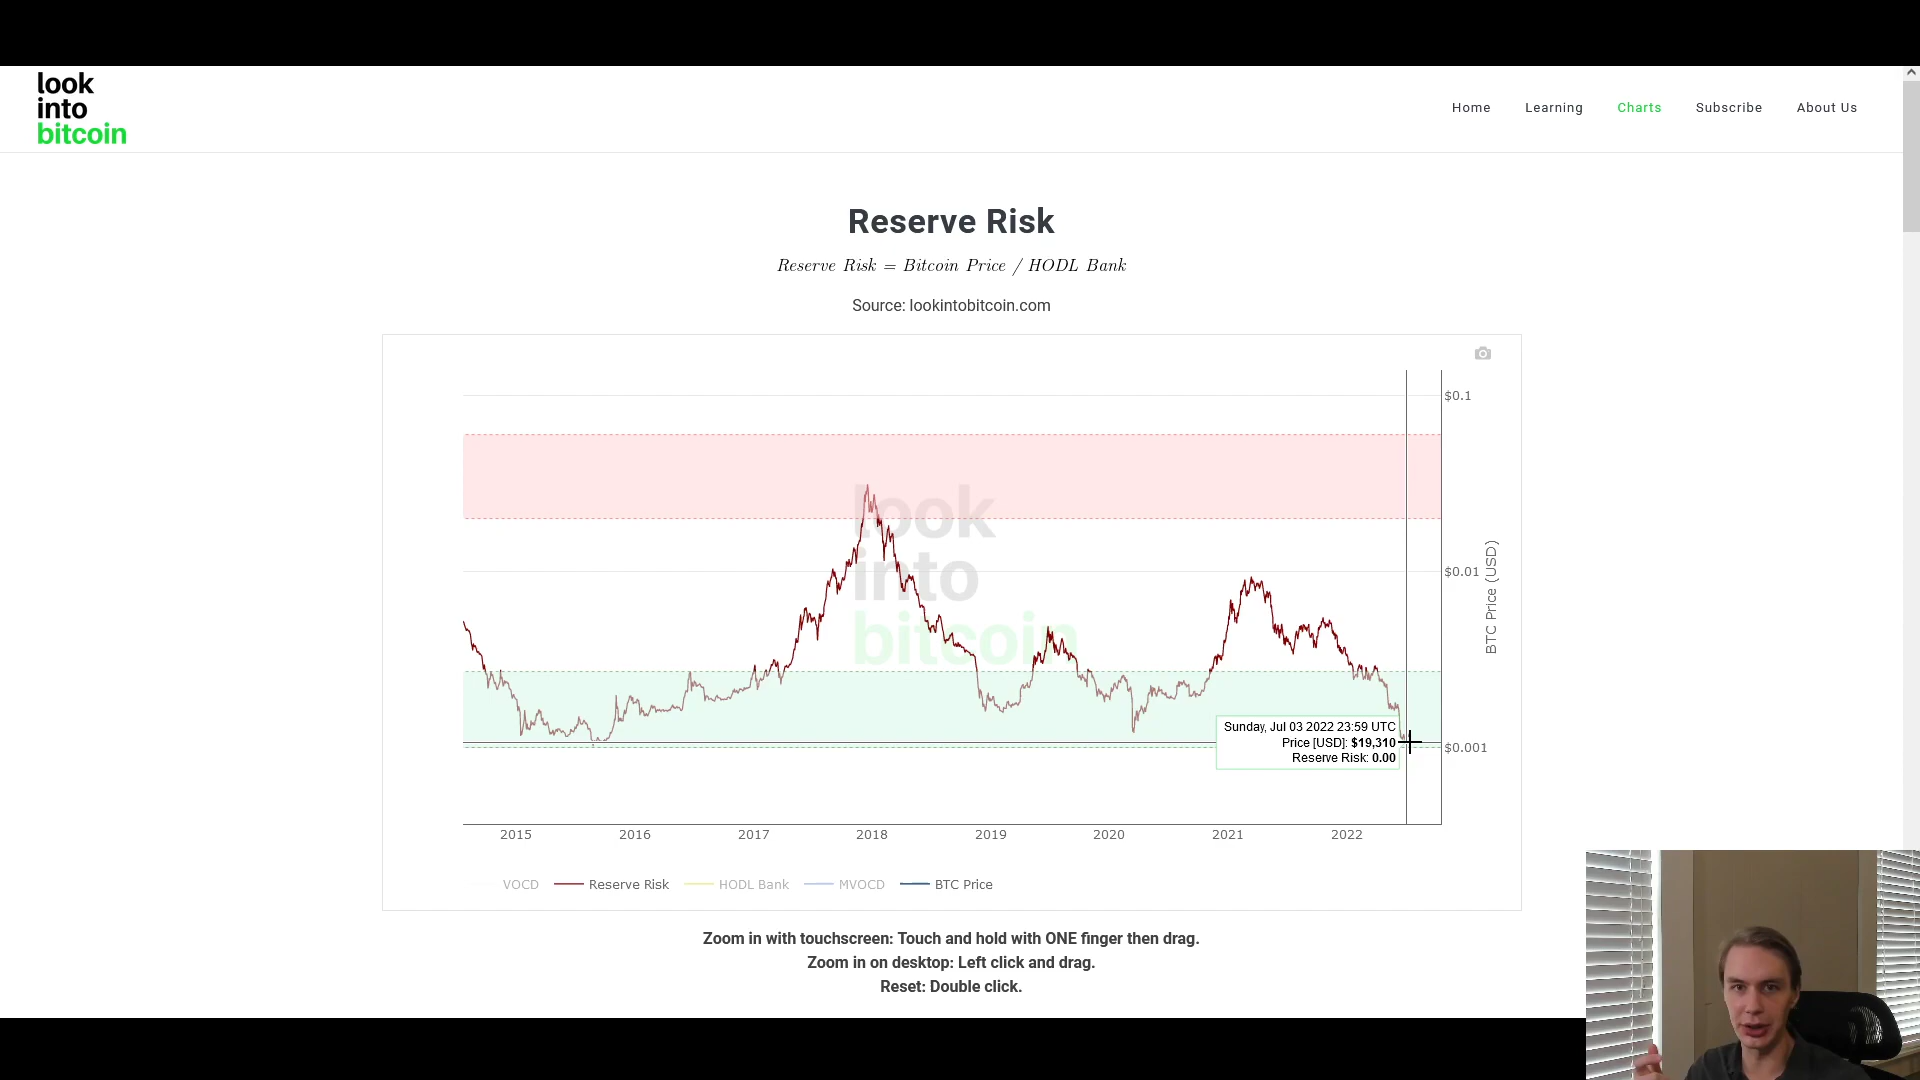 look
into
bitcoin
Home Learning Charts Subscribe About Us
Reserve Risk
Reserve Risk = Bitcoin Price / HODL Bank
Source: lookintobitcoin.com
$0.1
look
into
bitcoin
$0.01
BTC Price (USD)
Sunday, Jul 03 2022 23:59 UTC
Price [USD]: $19,310
Reserve Risk: 0.00
$0.001
2015 2016 2017 2018 2019 2020 2021 2022
VOCD Reserve Risk HODL Bank MVOCD BTC Price
Zoom in with touchscreen: Touch and hold with ONE finger then drag.
Zoom in on desktop: Left click and drag.
Reset: Double click.